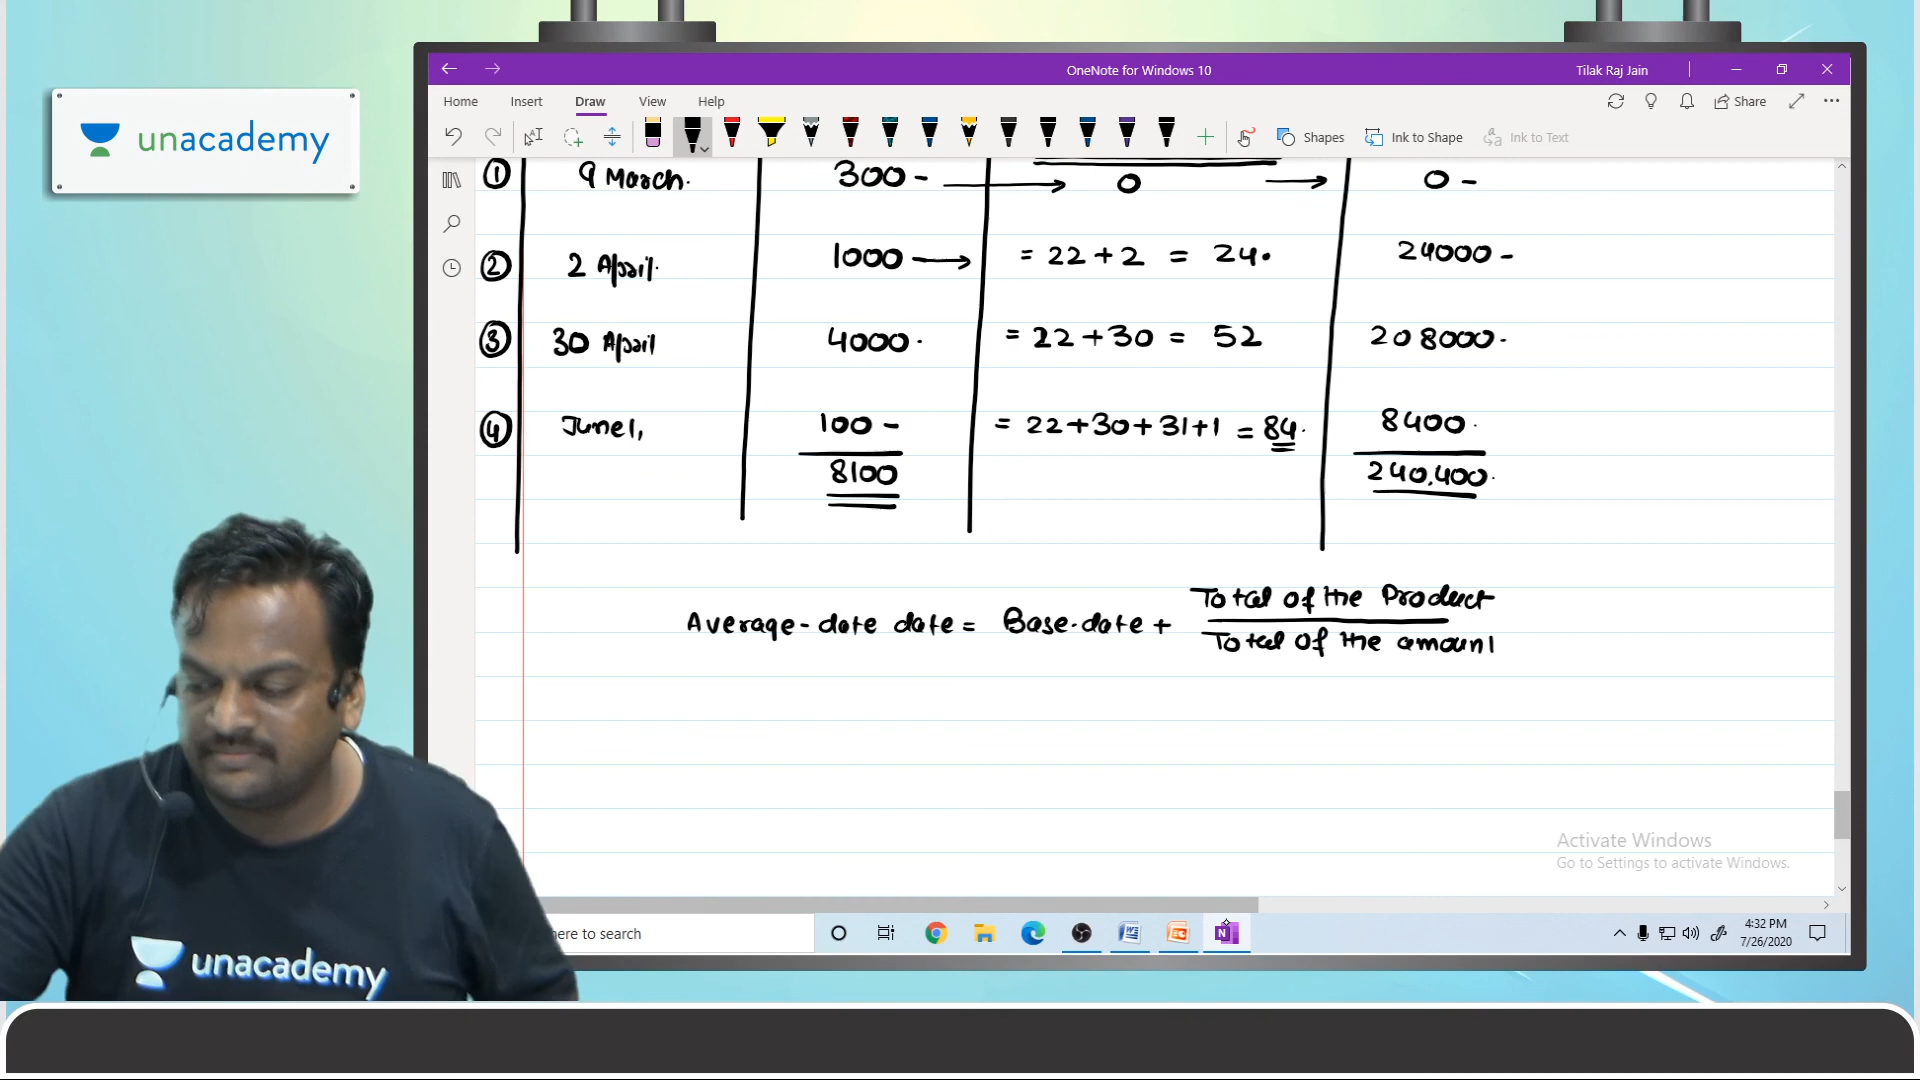 unacademy
OneNote for Windows 10
Tilak Raj Jain
Home Insert Draw View Help
Share
Shapes Ink to Shape Ink to Text
① 9 March. 300 - → 0 → 0 -
② 2 April. 1000 → = 22 + 2 = 24. 24000 -
③ 30 April 4000. = 22 + 30 = 52 208000.
④ June 1, 100 - = 22 + 30 + 31 + 1 = 84. 8400.
8100 240,400.
Average - date date = Base.date + Total of the Product
Total of the amount
Activate Windows
Go to Settings to activate Windows.
here to search
4:32 PM
7/26/2020
unacademy